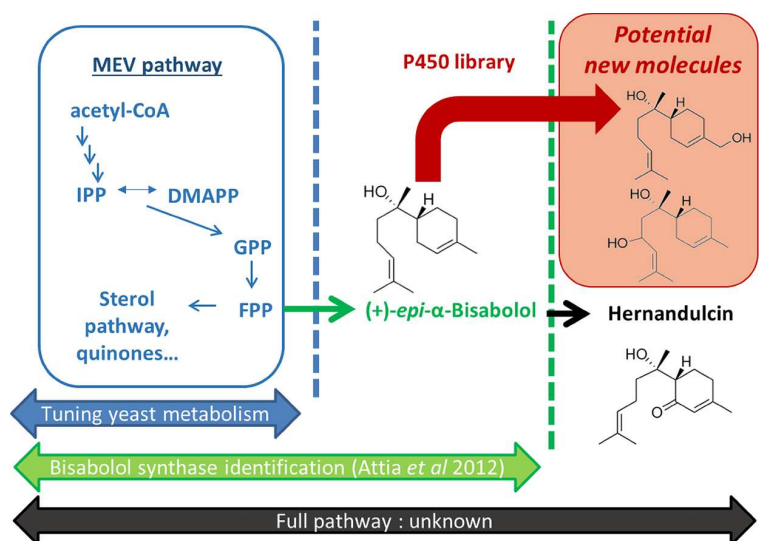 MEV pathway
acetyl-CoA
IPP
DMAPP
GPP
FPP
Sterol
pathway,
quinones…
P450 library
HO
(+)-epi-α-Bisabolol
H
Potential
new molecules
HO
H
OH
HO
H
HO
Hernandulcin
HO
H
O
Tuning yeast metabolism
Bisabolol synthase identification (Attia et al 2012)
Full pathway : unknown